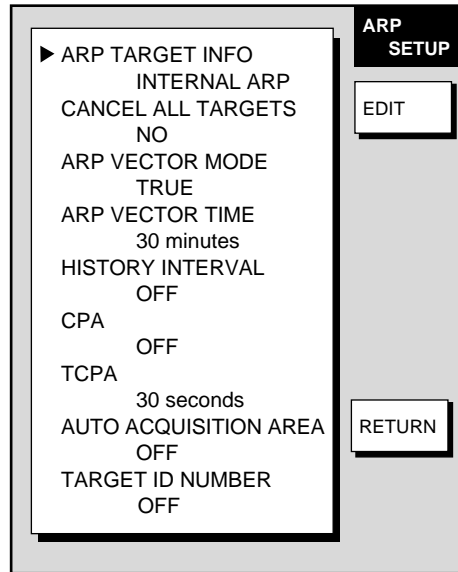 ARP
SETUP
▶ ARP TARGET INFO
INTERNAL ARP
CANCEL ALL TARGETS
NO
ARP VECTOR MODE
TRUE
ARP VECTOR TIME
30 minutes
HISTORY INTERVAL
OFF
CPA
OFF
TCPA
30 seconds
AUTO ACQUISITION AREA
OFF
TARGET ID NUMBER
OFF
EDIT
RETURN